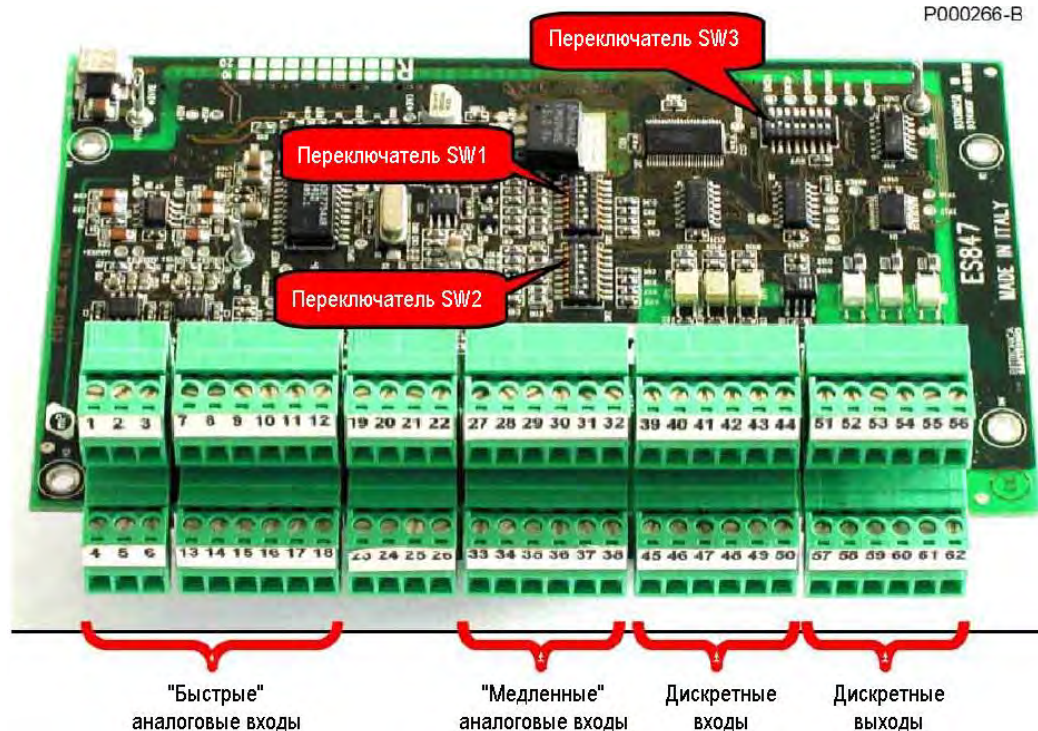 P000266-B
Переключатель SW3
Переключатель SW1
Переключатель SW2
ES847
MADE IN ITALY
1 2 3 7 8 9 10 11 12 19 20 21 22 27 28 29 30 31 32 39 40 41 42 43 44 51 52 53 54 55 56
4 5 6 13 14 15 16 17 18 23 24 25 26 33 34 35 36 37 38 45 46 47 48 49 50 57 58 59 60 61 62
"Быстрые"
аналоговые входы
"Медленные"
аналоговые входы
Дискретные
входы
Дискретные
выходы